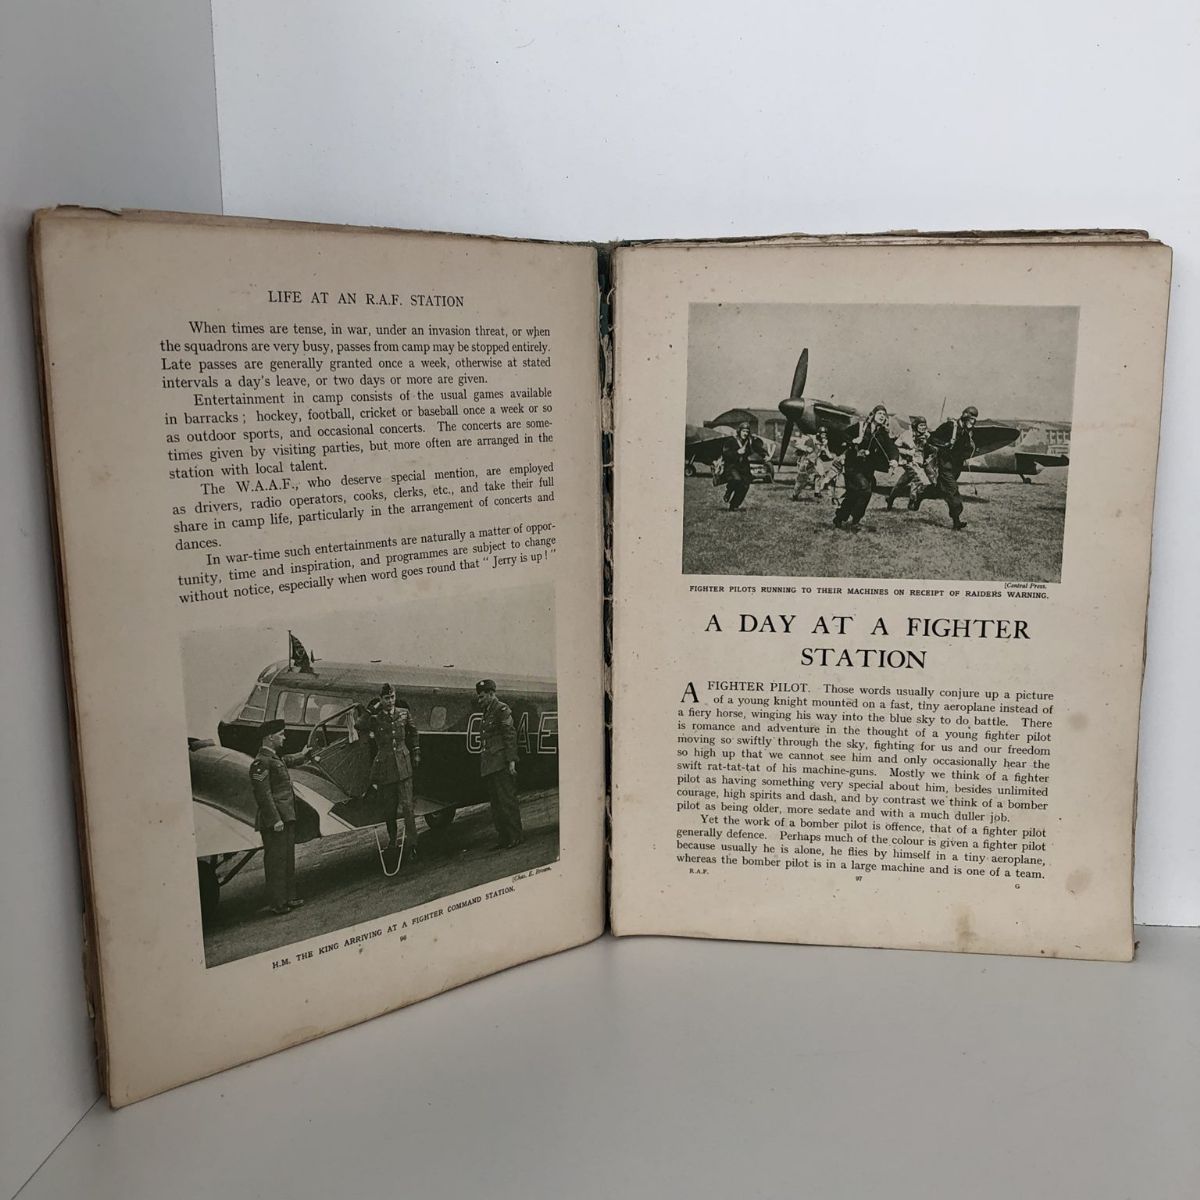 LIFE AT AN R.A.F. STATION
When times are tense, in war, under an invasion threat, or when
the squadrons are very busy, passes from camp may be stopped entirely.
Late passes are generally granted once a week, otherwise at stated
intervals a day's leave, or two days or more are given.
Entertainment in camp consists of the usual games available
in barracks ; hockey, football, cricket or baseball once a week or so
as outdoor sports, and occasional concerts. The concerts are some-
times given by visiting parties, but more often are arranged in the
station with local talent.
The W.A.A.F., who deserve special mention, are employed
as drivers, radio operators, cooks, clerks, etc., and take their full
share in camp life, particularly in the arrangement of concerts and
dances.
In war-time such entertainments are naturally a matter of oppor-
tunity, time and inspiration, and programmes are subject to change
without notice, especially when word goes round that " Jerry is up ! "
G AE
[Chas. E. Brown.
H.M. THE KING ARRIVING AT A FIGHTER COMMAND STATION.
96
[Central Press.
FIGHTER PILOTS RUNNING TO THEIR MACHINES ON RECEIPT OF RAIDERS WARNING.
A DAY AT A FIGHTER
STATION
A FIGHTER PILOT. Those words usually conjure up a picture
of a young knight mounted on a fast, tiny aeroplane instead of
a fiery horse, winging his way into the blue sky to do battle. There
is romance and adventure in the thought of a young fighter pilot
moving so swiftly through the sky, fighting for us and our freedom
so high up that we cannot see him and only occasionally hear the
swift rat-tat-tat of his machine-guns. Mostly we think of a fighter
pilot as having something very special about him, besides unlimited
courage, high spirits and dash, and by contrast we think of a bomber
pilot as being older, more sedate and with a much duller job.
Yet the work of a bomber pilot is offence, that of a fighter pilot
generally defence. Perhaps much of the colour is given a fighter pilot
because usually he is alone, he flies by himself in a tiny aeroplane,
whereas the bomber pilot is in a large machine and is one of a team.
R.A.F.
97
G